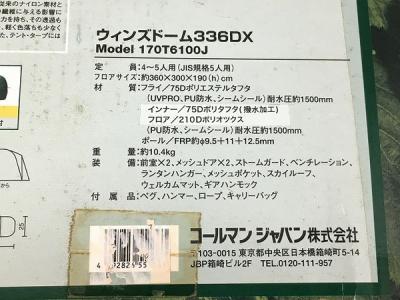 従来のナイロン素材と
ウィンズドーム336DX
Model 170T6100J
定　員/4～5人用(JIS規格5人用)
フロアサイズ/約360×300×190(h)cm
材　質/フライ/75Dポリエステルタフタ
(UVPRO、PU防水、シームシール)耐水圧約1500mm
インナー/75Dポリタフタ(撥水加工)
フロア/210Dポリオックス
(PU防水、シームシール)耐水圧約1500mm
ポール/FRP約φ9.5+11+12.5mm
重　量/約10.4kg
装　備/前室×2、メッシュドア×2、ストームガード、ベンチレーション、
ランタンハンガー、メッシュポケット、スカイループ、
ウェルカムマット、ギアハンモック
付 属 品/ペグ、ハンマー、ロープ、キャリーバッグ
コールマン ジャパン株式会社
〒103-0015 東京都中央区日本橋箱崎町5-14
JBP箱崎ビル2F TEL.0120-111-957